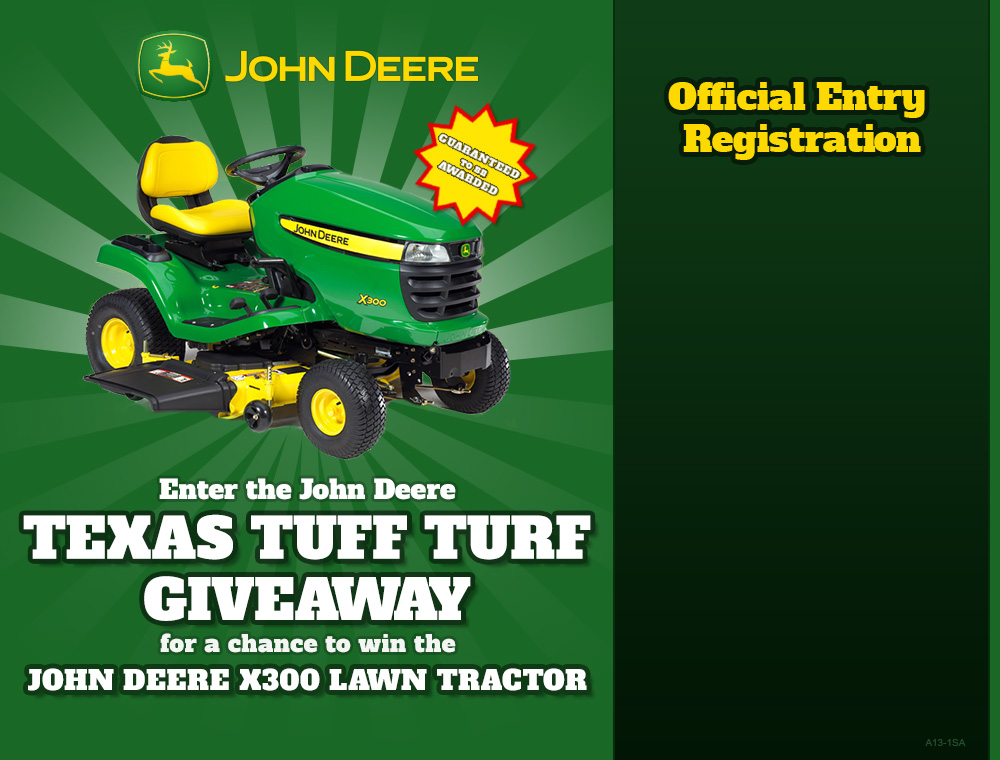 JOHN DEERE
GUARANTEED
TO BE
AWARDED
JOHN DEERE
X300
Enter the John Deere
TEXAS TUFF TURF
GIVEAWAY
for a chance to win the
JOHN DEERE X300 LAWN TRACTOR
Official Entry
Registration
A13-1SA